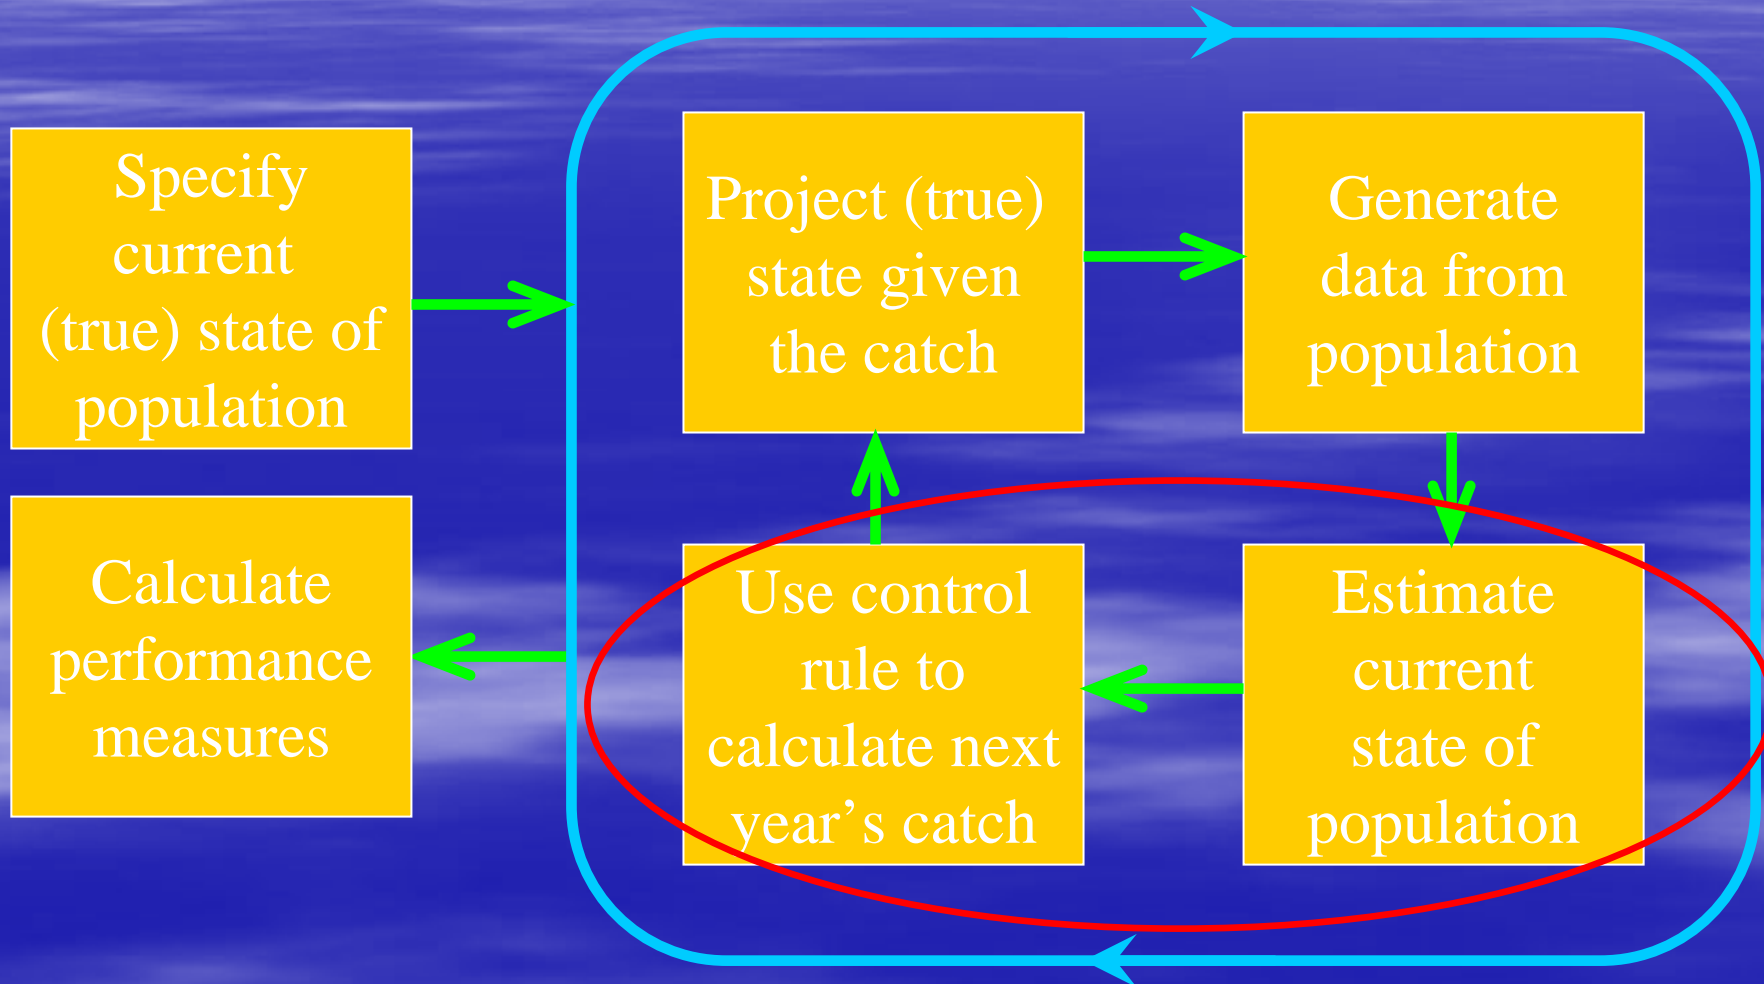 Specify
current
(true) state of
population
Project (true)
state given
the catch
Generate
data from
population
Calculate
performance
measures
Use control
rule to
calculate next
year’s catch
Estimate
current
state of
population